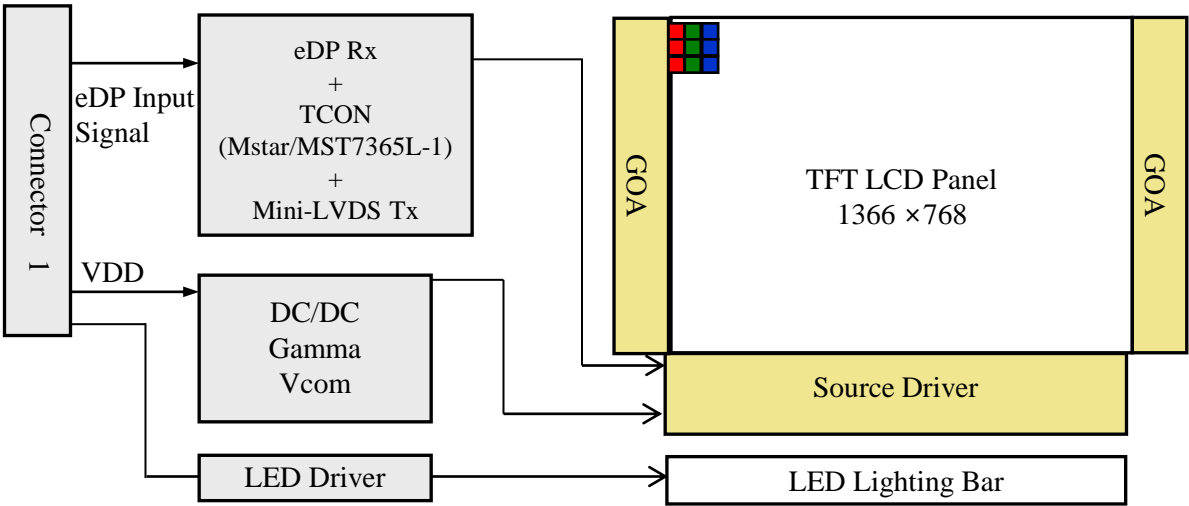 Connector 1
eDP Input
Signal
VDD
eDP Rx
+
TCON
(Mstar/MST7365L-1)
+
Mini-LVDS Tx
DC/DC
Gamma
Vcom
LED Driver
GOA
TFT LCD Panel
1366 ×768
GOA
Source Driver
LED Lighting Bar